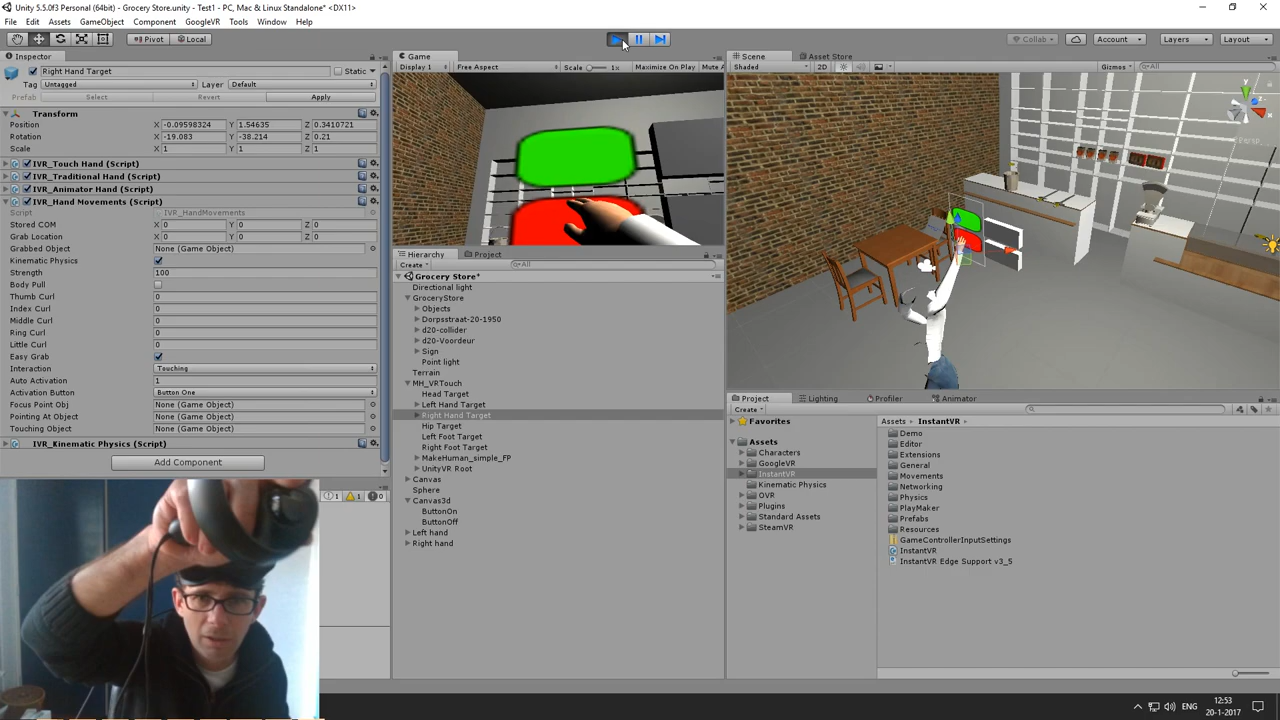 Unity 5.5.0f3 Personal (64bit) - Grocery Store.unity - Test1 - PC, Mac & Linux Standalone* <DX11>
File Edit Assets GameObject Component GoogleVR Tools Window Help
Pivot Local Collab Account Layers Layout
Inspector
Right Hand Target Static
Tag Untagged Layer Default
Prefab Select Revert Apply
Transform
Position X -0.09598324 Y 1.54635 Z 0.3410721
Rotation X -19.083 Y -38.214 Z 0.21
Scale X 1 Y 1 Z 1
IVR_Touch Hand (Script)
IVR_Traditional Hand (Script)
IVR_Animator Hand (Script)
IVR_Hand Movements (Script)
Script IVR_HandMovements
Stored COM X 0 Y 0 Z 0
Grab Location X 0 Y 0 Z 0
Grabbed Object None (Game Object)
Kinematic Physics
Strength 100
Body Pull
Thumb Curl 0
Index Curl 0
Middle Curl 0
Ring Curl 0
Little Curl 0
Easy Grab
Interaction Touching
Auto Activation 1
Activation Button Button One
Focus Point Obj None (Game Object)
Pointing At Object None (Game Object)
Touching Object None (Game Object)
IVR_Kinematic Physics (Script)
Add Component
1 1 0
Game
Display 1 Free Aspect Scale 1x Maximize On Play Mute A
Hierarchy Project
Create All
Grocery Store*
Directional light
GroceryStore
Objects
Dorpsstraat-20-1950
d20-collider
d20-Voordeur
Sign
Point light
Terrain
MH_VRTouch
Head Target
Left Hand Target
Right Hand Target
Hip Target
Left Foot Target
Right Foot Target
MakeHuman_simple_FP
UnityVR Root
Canvas
Sphere
Canvas3d
ButtonOn
ButtonOff
Left hand
Right hand
Scene Asset Store
Shaded 2D Gizmos All
y
Project Lighting Profiler Animator
Create
Favorites
Assets
Characters
GoogleVR
InstantVR
Kinematic Physics
OVR
Plugins
Standard Assets
SteamVR
Assets InstantVR
Demo
Editor
Extensions
General
Movements
Networking
Physics
PlayMaker
Prefabs
Resources
GameControllerInputSettings
InstantVR
InstantVR Edge Support v3_5
ENG
12:53
20-1-2017